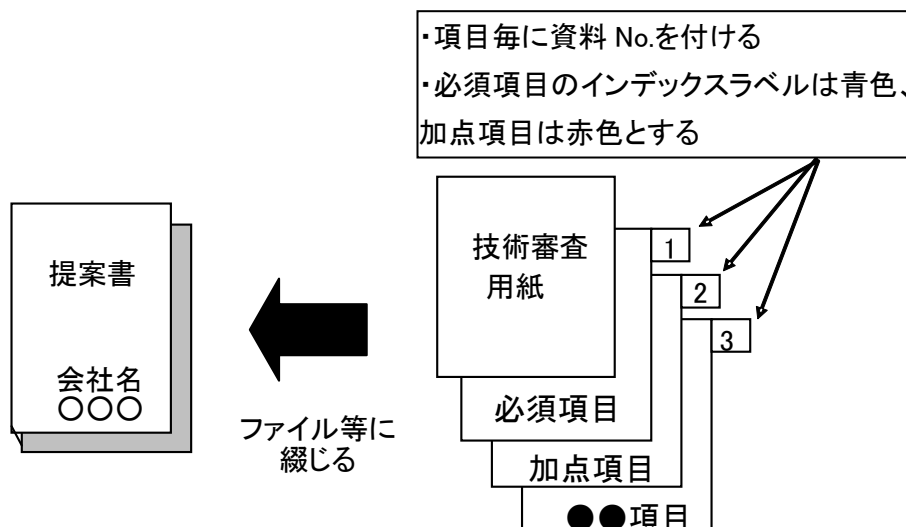 ・項目毎に資料 No.を付ける
・必須項目のインデックスラベルは青色、
加点項目は赤色とする
提案書
会社名
○○○
ファイル等に
綴じる
技術審査
用紙
1
2
3
必須項目
加点項目
●●項目